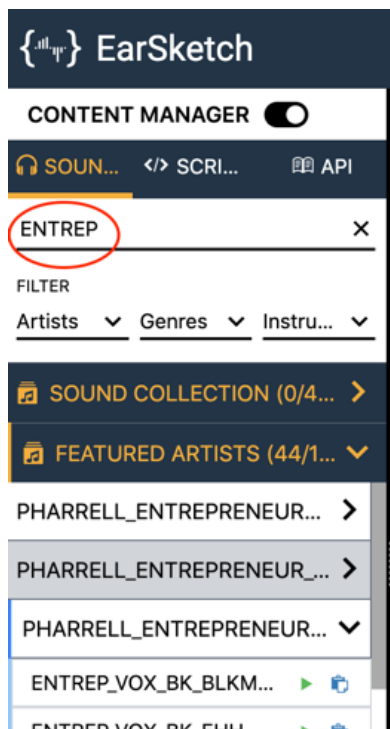 EarSketch
CONTENT MANAGER
SOUN... </> SCRI... API
ENTREP ×
FILTER
Artists Genres Instru...
SOUND COLLECTION (0/4...
FEATURED ARTISTS (44/1...
PHARRELL_ENTREPRENEUR...
PHARRELL_ENTREPRENEUR_...
PHARRELL_ENTREPRENEUR...
ENTREP_VOX_BK_BLKM...